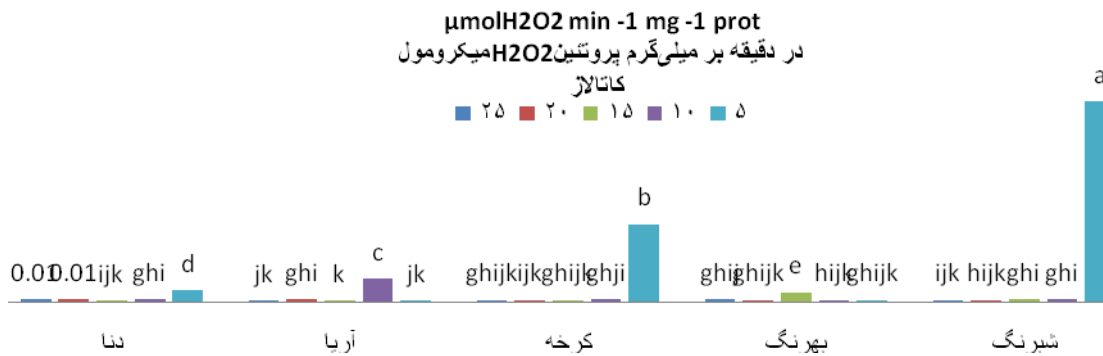 µmolH2O2 min -1 mg -1 prot
در دقیقه بر میلی‌گرم پروتئینH2O2میکرومول
کاتالاز
۲۵ ۲۰ ۱۵ ۱۰ ۵
0.01 0.01 ijk ghi d jk ghi k c jk ghijk ijk ghijk ghji b ghij ghijk e hijk ghijk ijk hijk ghi ghi a
دنا آریا کرخه بهرنگ شبرنگ